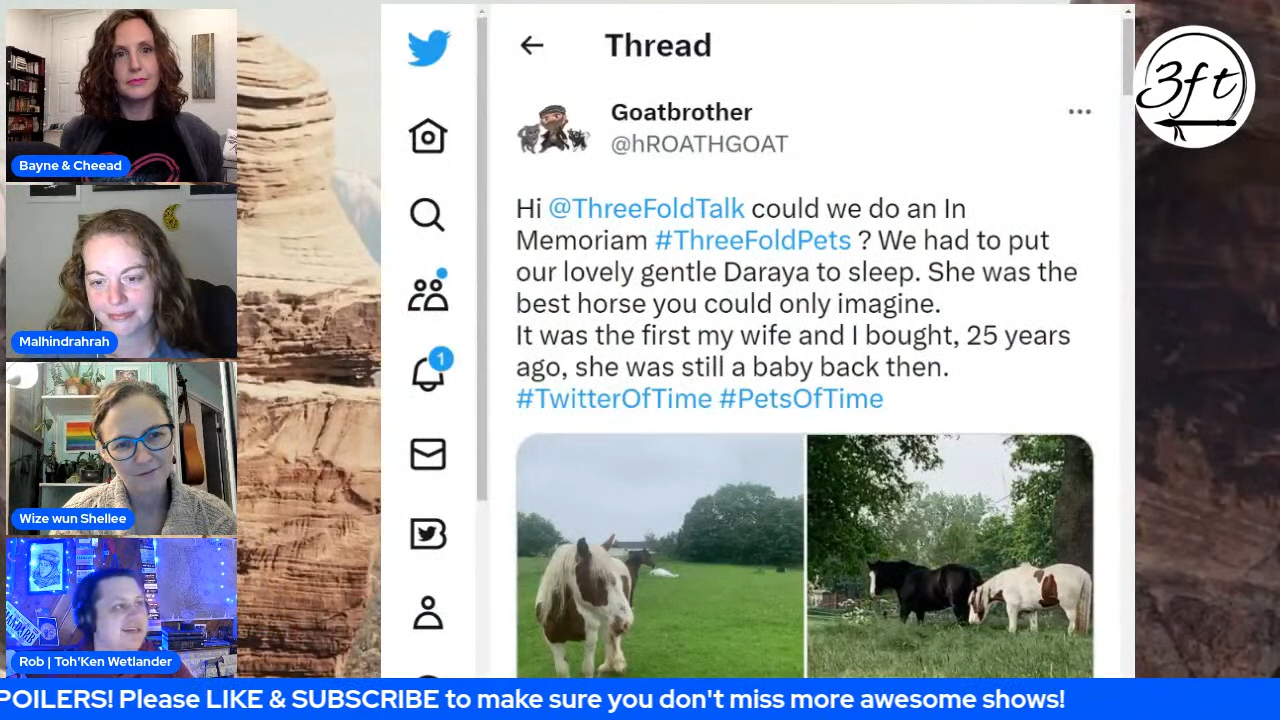 Bayne & Cheead
Malhindrahrah
Wize wun Shellee
Rob | Toh'Ken Wetlander
Thread
Goatbrother
@hROATHGOAT
Hi @ThreeFoldTalk could we do an In
Memoriam #ThreeFoldPets ? We had to put
our lovely gentle Daraya to sleep. She was the
best horse you could only imagine.
It was the first my wife and I bought, 25 years
ago, she was still a baby back then.
#TwitterOfTime #PetsOfTime
1
3ft
POILERS! Please LIKE & SUBSCRIBE to make sure you don't miss more awesome shows!